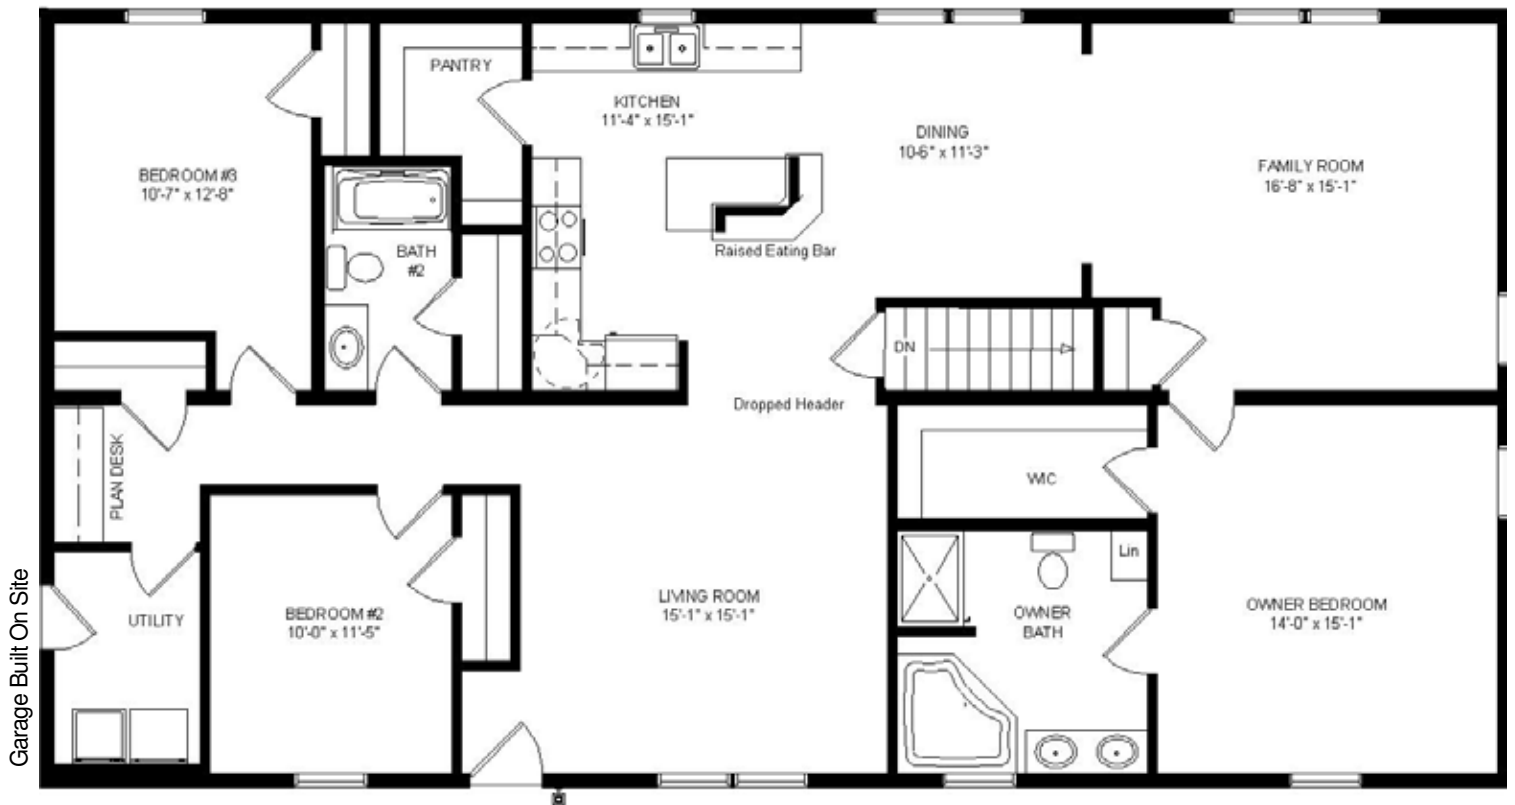 PANTRY
KITCHEN
11'-4" x 15'-1"
DINING
10'-6" x 11'-3"
BEDROOM #3
10'-7" x 12'-8"
FAMILY ROOM
16'-8" x 15'-1"
BATH
#2
Raised Eating Bar
DN
Dropped Header
PLAN DESK
WIC
Lin
Garage Built On Site
UTILITY
BEDROOM #2
10'-0" x 11'-5"
LIVING ROOM
15'-1" x 15'-1"
OWNER
BATH
OWNER BEDROOM
14'-0" x 15'-1"